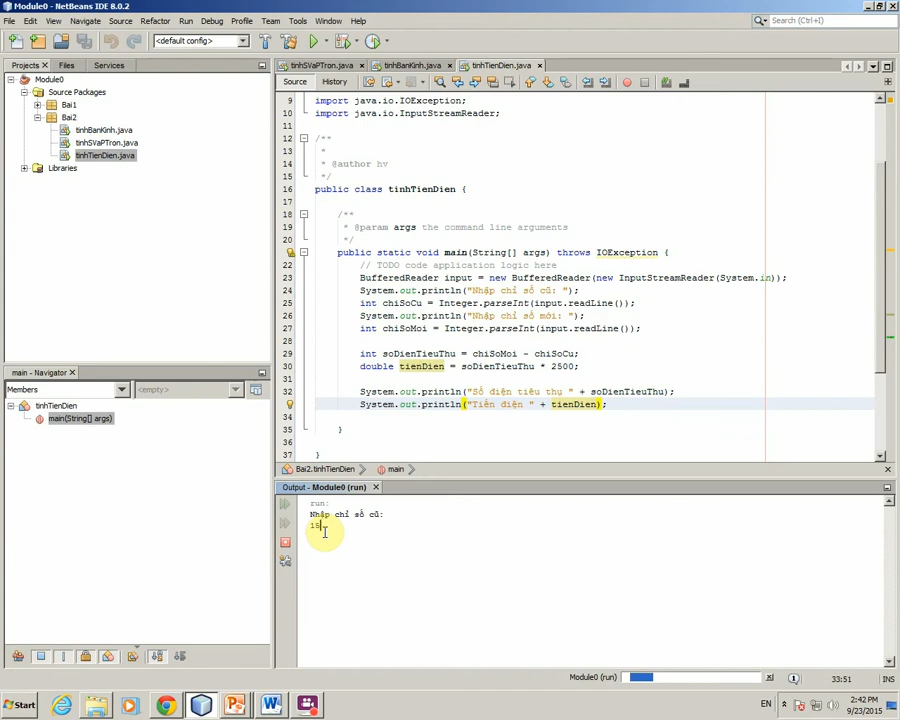 Module0 - NetBeans IDE 8.0.2
File Edit View Navigate Source Refactor Run Debug Profile Team Tools Window Help
Search (Ctrl+I)
<default config>
Projects Files Services
Module0
Source Packages
Bai1
Bai2
tinhBanKinh.java
tinhSVaPTron.java
tinhTienDien.java
Libraries
tinhSVaPTron.java tinhBanKinh.java tinhTienDien.java
Source History
9 import java.io.IOException;
10 import java.io.InputStreamReader;
11
12 /**
13 *
14 * @author hv
15 */
16 public class tinhTienDien {
17
18 /**
19 * @param args the command line arguments
20 */
public static void main(String[] args) throws IOException {
22 // TODO code application logic here
23 BufferedReader input = new BufferedReader(new InputStreamReader(System.in));
24 System.out.println("Nhập chỉ số cũ: ");
25 int chiSoCu = Integer.parseInt(input.readLine());
26 System.out.println("Nhập chỉ số mới: ");
27 int chiSoMoi = Integer.parseInt(input.readLine());
28
29 int soDienTieuThu = chiSoMoi - chiSoCu;
30 double tienDien = soDienTieuThu * 2500;
31
32 System.out.println("Số điện tiêu thụ " + soDienTieuThu);
System.out.println("Tiền điện " + tienDien);
34
35 }
36
37 }
Bai2.tinhTienDien main
main - Navigator
Members <empty>
tinhTienDien
main(String[] args)
Output - Module0 (run)
run:
Nhập chỉ số cũ:
15
Module0 (run) 33:51 INS
Start EN 2:42 PM
9/23/2015